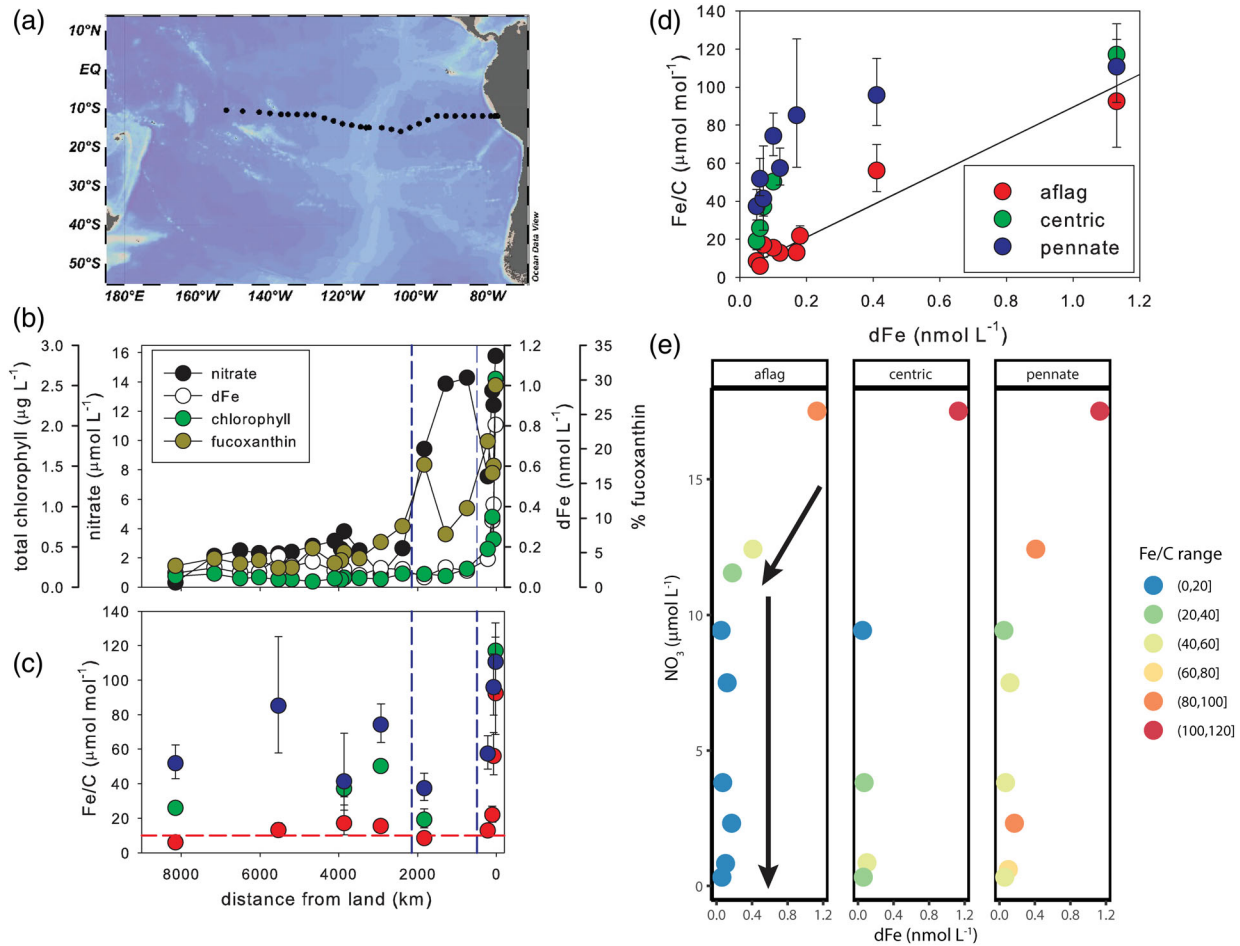 (a)
10°N
EQ
10°S
20°S
30°S
40°S
50°S
180°E
160°W
140°W
120°W
100°W
80°W
Ocean Data View
(b)
total chlorophyll (μg L⁻¹)
3.0
2.5
2.0
1.5
1.0
0.5
0.0
nitrate (μmol L⁻¹)
16
14
12
10
8
6
4
2
0
nitrate
dFe
chlorophyll
fucoxanthin
1.2
1.0
0.8
0.6
0.4
0.2
0.0
dFe (nmol L⁻¹)
35
30
25
20
15
10
5
0
% fucoxanthin
(c)
Fe/C (μmol mol⁻¹)
140
120
100
80
60
40
20
0
8000 6000 4000 2000 0
distance from land (km)
(d)
Fe/C (μmol mol⁻¹)
140
120
100
80
60
40
20
0
aflag
centric
pennate
0.0 0.2 0.4 0.6 0.8 1.0 1.2
dFe (nmol L⁻¹)
(e)
aflag centric pennate
NO₃ (μmol L⁻¹)
15
10
5
0
0.0 0.4 0.8 1.2 0.0 0.4 0.8 1.2 0.0 0.4 0.8 1.2
dFe (nmol L⁻¹)
Fe/C range
(0,20]
(20,40]
(40,60]
(60,80]
(80,100]
(100,120]